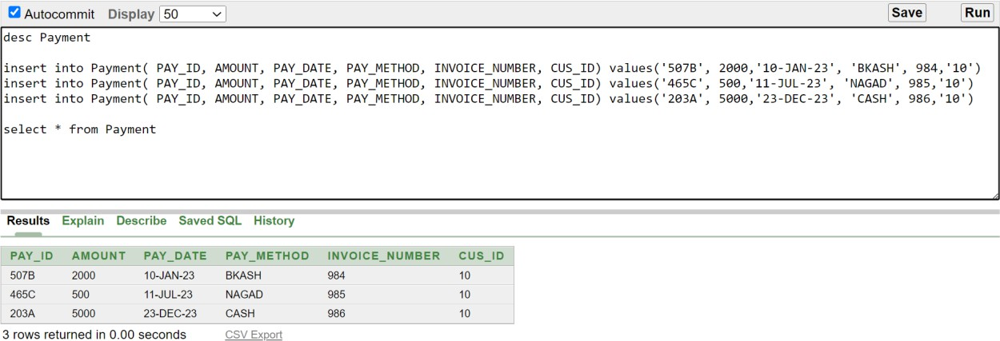 Autocommit Display 50 Save Run
desc Payment
insert into Payment( PAY_ID, AMOUNT, PAY_DATE, PAY_METHOD, INVOICE_NUMBER, CUS_ID) values('507B', 2000,'10-JAN-23', 'BKASH', 984,'10')
insert into Payment( PAY_ID, AMOUNT, PAY_DATE, PAY_METHOD, INVOICE_NUMBER, CUS_ID) values('465C', 500,'11-JUL-23', 'NAGAD', 985,'10')
insert into Payment( PAY_ID, AMOUNT, PAY_DATE, PAY_METHOD, INVOICE_NUMBER, CUS_ID) values('203A', 5000,'23-DEC-23', 'CASH', 986,'10')
select * from Payment
Results Explain Describe Saved SQL History
PAY_ID AMOUNT PAY_DATE PAY_METHOD INVOICE_NUMBER CUS_ID
507B 2000 10-JAN-23 BKASH 984 10
465C 500 11-JUL-23 NAGAD 985 10
203A 5000 23-DEC-23 CASH 986 10
3 rows returned in 0.00 seconds CSV Export